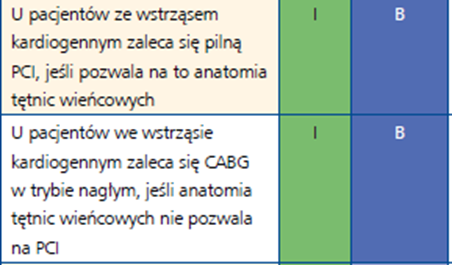 U pacjentów ze wstrząsem I B
kardiogennym zaleca się pilną
PCI, jeśli pozwala na to anatomia
tętnic wieńcowych
U pacjentów we wstrząsie I B
kardiogennym zaleca się CABG
w trybie nagłym, jeśli anatomia
tętnic wieńcowych nie pozwala
na PCI